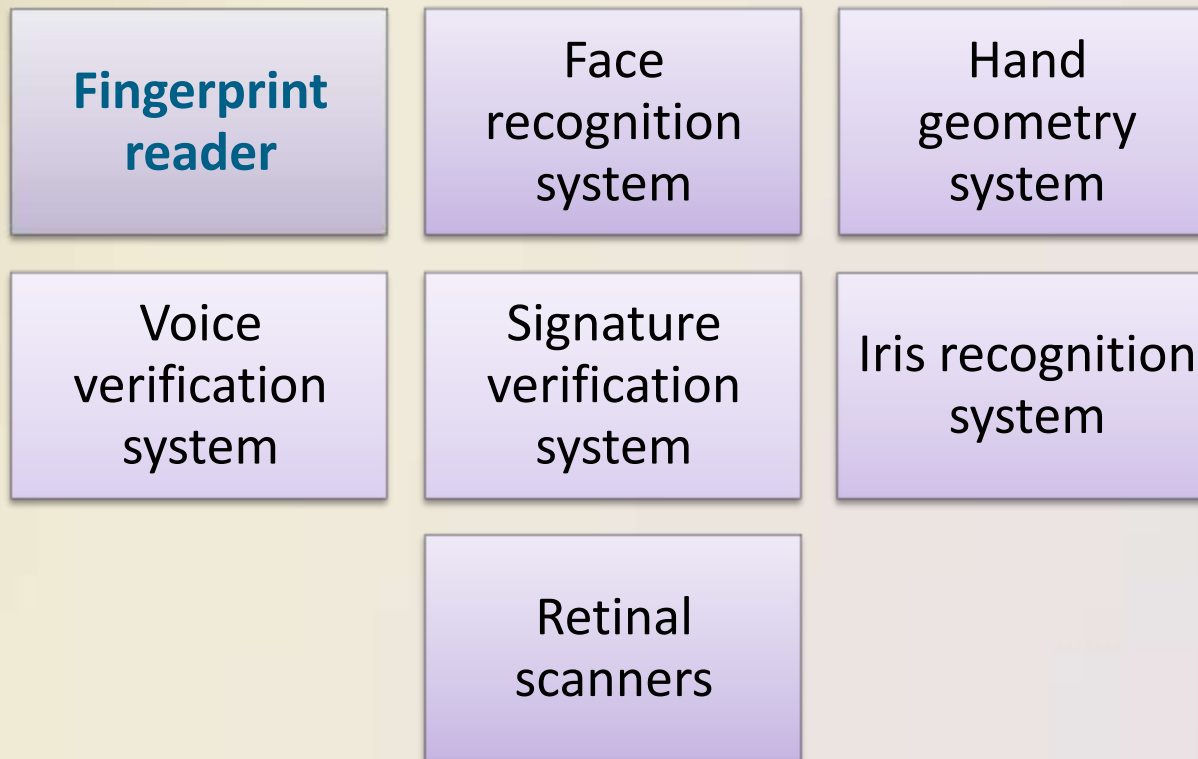 Fingerprint
reader
Face
recognition
system
Hand
geometry
system
Voice
verification
system
Signature
verification
system
Iris recognition
system
Retinal
scanners